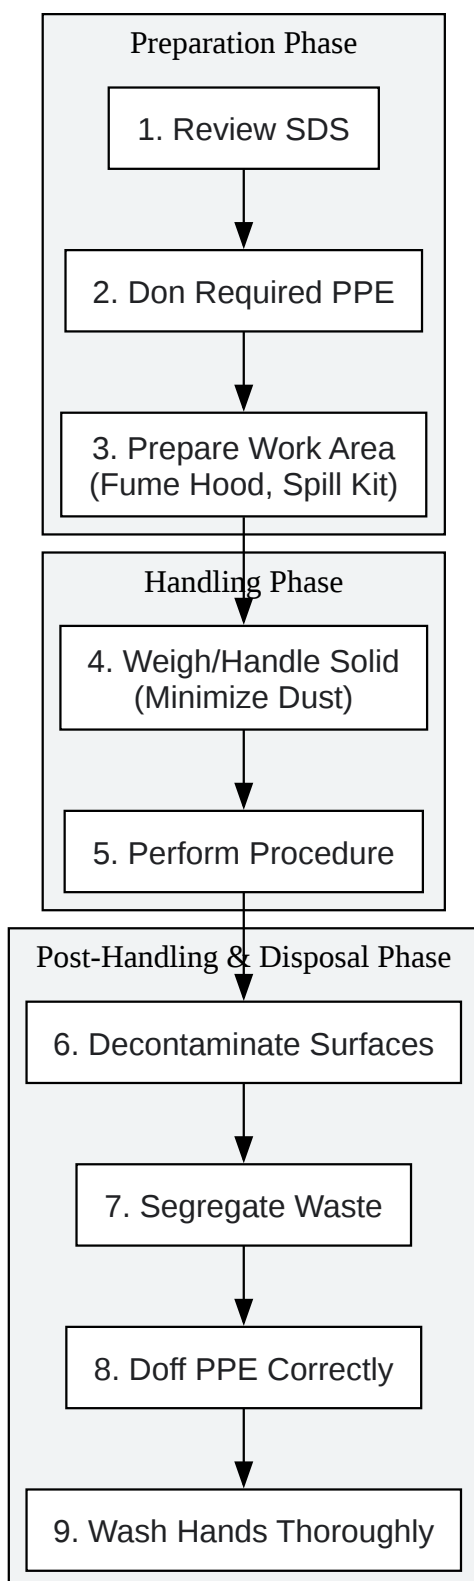 Preparation Phase
1. Review SDS
2. Don Required PPE
3. Prepare Work Area
(Fume Hood, Spill Kit)
Handling Phase
4. Weigh/Handle Solid
(Minimize Dust)
5. Perform Procedure
Post-Handling & Disposal Phase
6. Decontaminate Surfaces
7. Segregate Waste
8. Doff PPE Correctly
9. Wash Hands Thoroughly